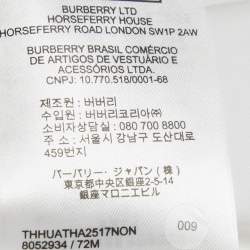 BURBERRY LTD
HORSEFERRY HOUSE
HORSEFERRY ROAD LONDON SW1P 2AW
BURBERRY BRASIL COMÉRCIO
DE ARTIGOS DE VESTUÁRIO E
ACESSÓRIOS LTDA.
CNPJ: 10.770.518/0001-68
제조원 : 버버리
수입원 : 버버리코리아㈜
소비자상담실 : 080 700 8800
주소 : 서울시 강남구 도산대로
459번지
バーバリー・ジャパン(株)
東京都中央区銀座2-5-14
銀座マロニエビル
009
THHUATHA2517NON
8052934 / 72M